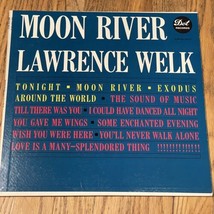 MOON RIVER
Dot
RECORDS
LAWRENCE WELK
TONIGHT • MOON RIVER • EXODUS
AROUND THE WORLD • THE SOUND OF MUSIC
TILL THERE WAS YOU • I COULD HAVE DANCED ALL NIGHT
YOU GAVE ME WINGS • SOME ENCHANTED EVENING
WISH YOU WERE HERE • YOU'LL NEVER WALK ALONE
LOVE IS A MANY-SPLENDORED THING !!!!!!!!!!!!!!